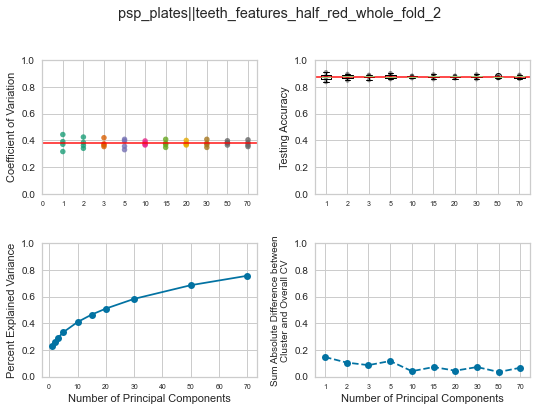 psp_plates||teeth_features_half_red_whole_fold_2
Coefficient of Variation
1.0
0.8
0.6
0.4
0.2
0.0
0 1 2 3 5 10 15 20 30 50 70
Testing Accuracy
1.0
0.8
0.6
0.4
0.2
0.0
1 2 3 5 10 15 20 30 50 70
Percent Explained Variance
1.0
0.8
0.6
0.4
0.2
0.0
0 10 20 30 40 50 60 70
Number of Principal Components
Sum Absolute Difference between
Cluster and Overall CV
1.0
0.8
0.6
0.4
0.2
0.0
1 2 3 5 10 15 20 30 50 70
Number of Principal Components